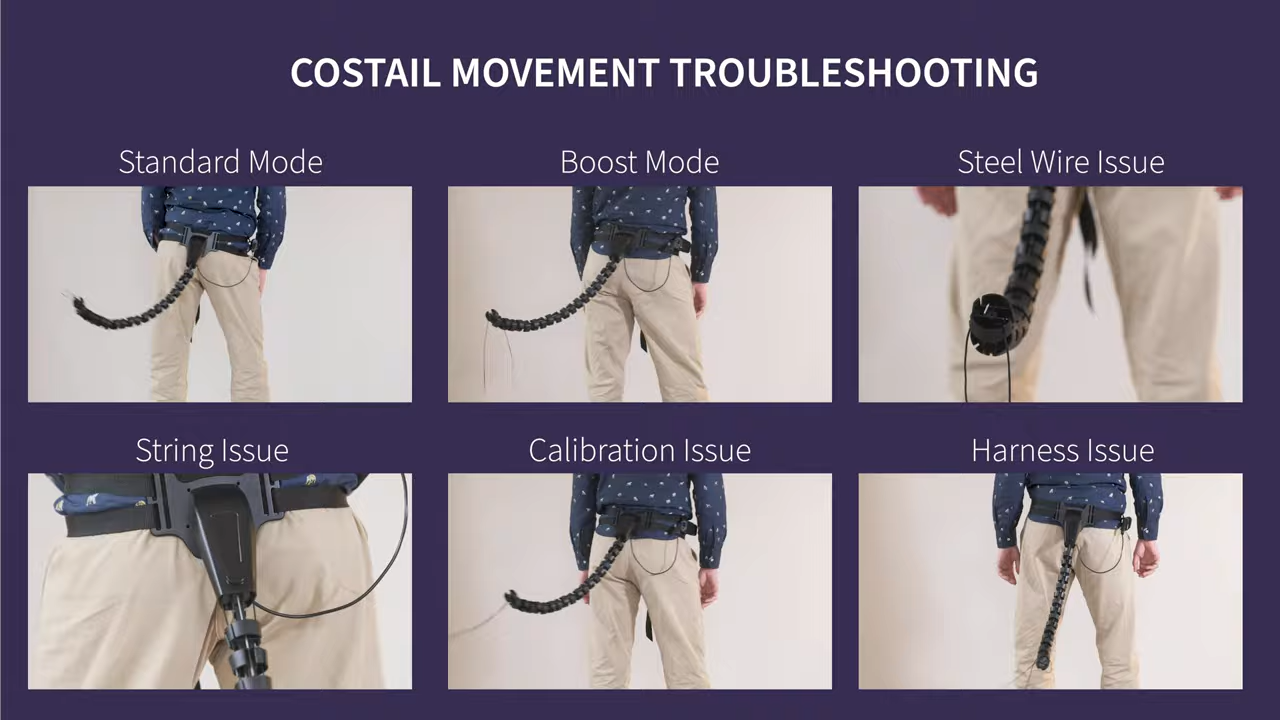 COSTAIL MOVEMENT TROUBLESHOOTING
Standard Mode
Boost Mode
Steel Wire Issue
String Issue
Calibration Issue
Harness Issue